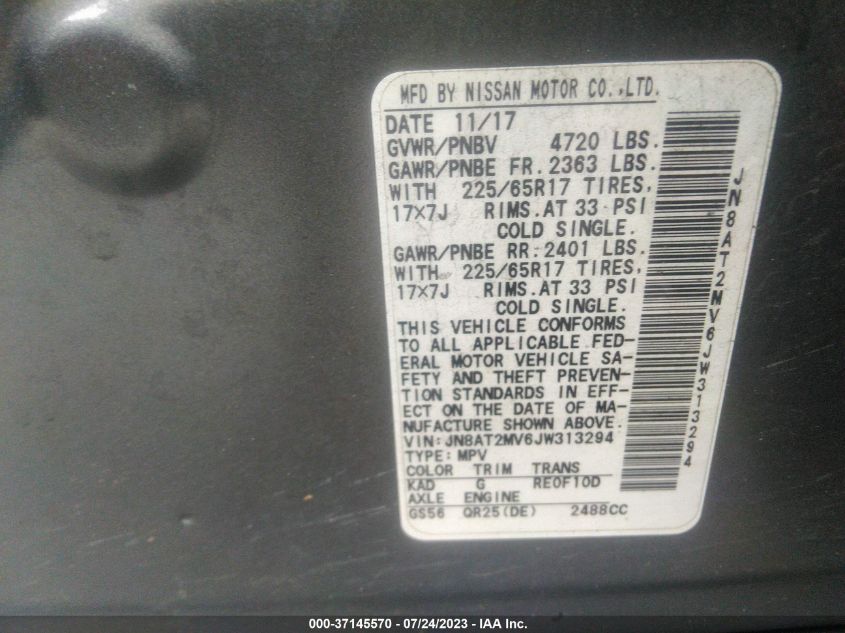 MFD BY NISSAN MOTOR CO.,LTD.
DATE 11/17
GVWR/PNBV 4720 LBS.
GAWR/PNBE FR.2363 LBS.
WITH 225/65R17 TIRES,
17×7J RIMS.AT 33 PSI
COLD SINGLE.
GAWR/PNBE RR.2401 LBS.
WITH 225/65R17 TIRES,
17×7J RIMS.AT 33 PSI
COLD SINGLE.
THIS VEHICLE CONFORMS
TO ALL APPLICABLE FED-
ERAL MOTOR VEHICLE SA-
FETY AND THEFT PREVEN-
TION STANDARDS IN EFF-
ECT ON THE DATE OF MA-
NUFACTURE SHOWN ABOVE.
VIN:JN8AT2MV6JW313294
TYPE:MPV
COLOR TRIM TRANS
KAD G RE0F10D
AXLE ENGINE
GS56 QR25(DE) 2488CC
JN8AT2MV6JW313294
000-37145570 / 07/24/2023 - IAA Inc.